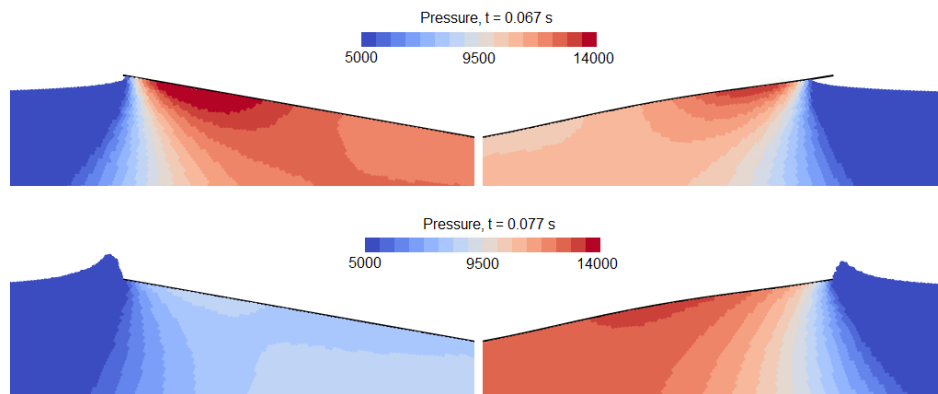 Pressure, t = 0.067 s
5000 9500 14000
Pressure, t = 0.077 s
5000 9500 14000